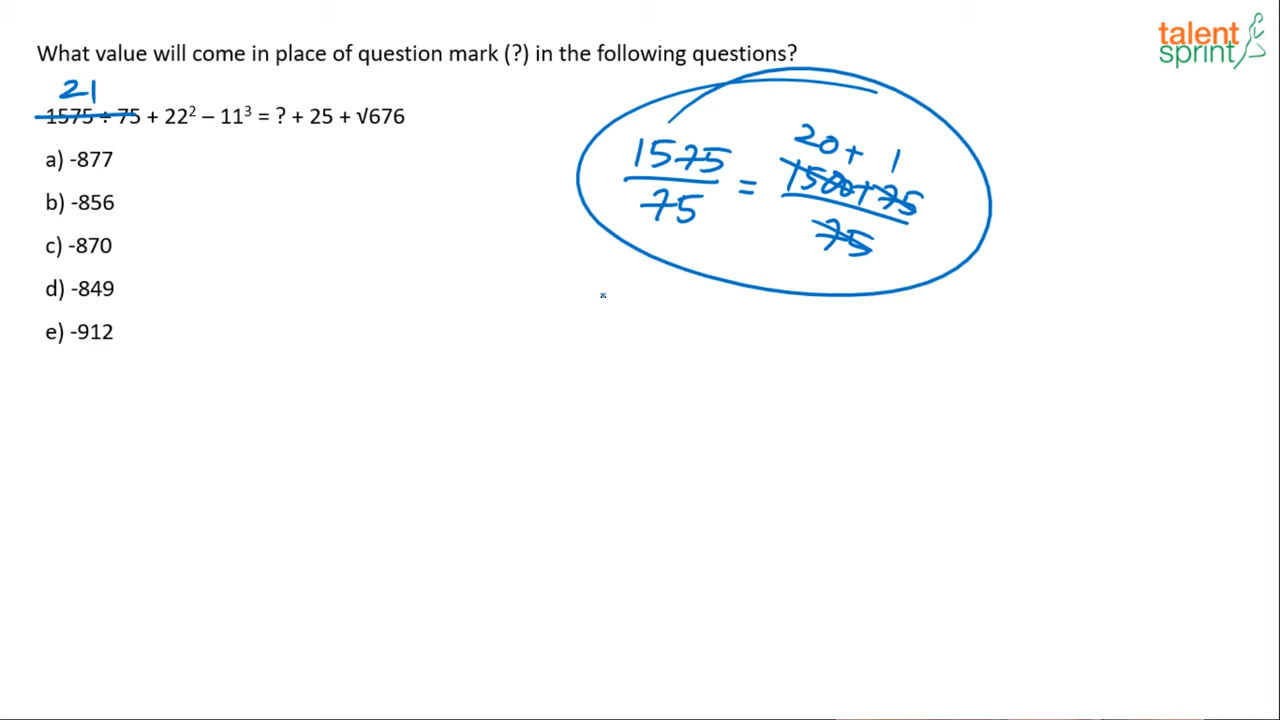 talent
sprint
What value will come in place of question mark (?) in the following questions?
21
1575 ÷ 75 + 22² – 11³ = ? + 25 + √676
a) -877
b) -856
c) -870
d) -849
e) -912
20 + 1
1575 / 75 = 1500 + 75 / 75